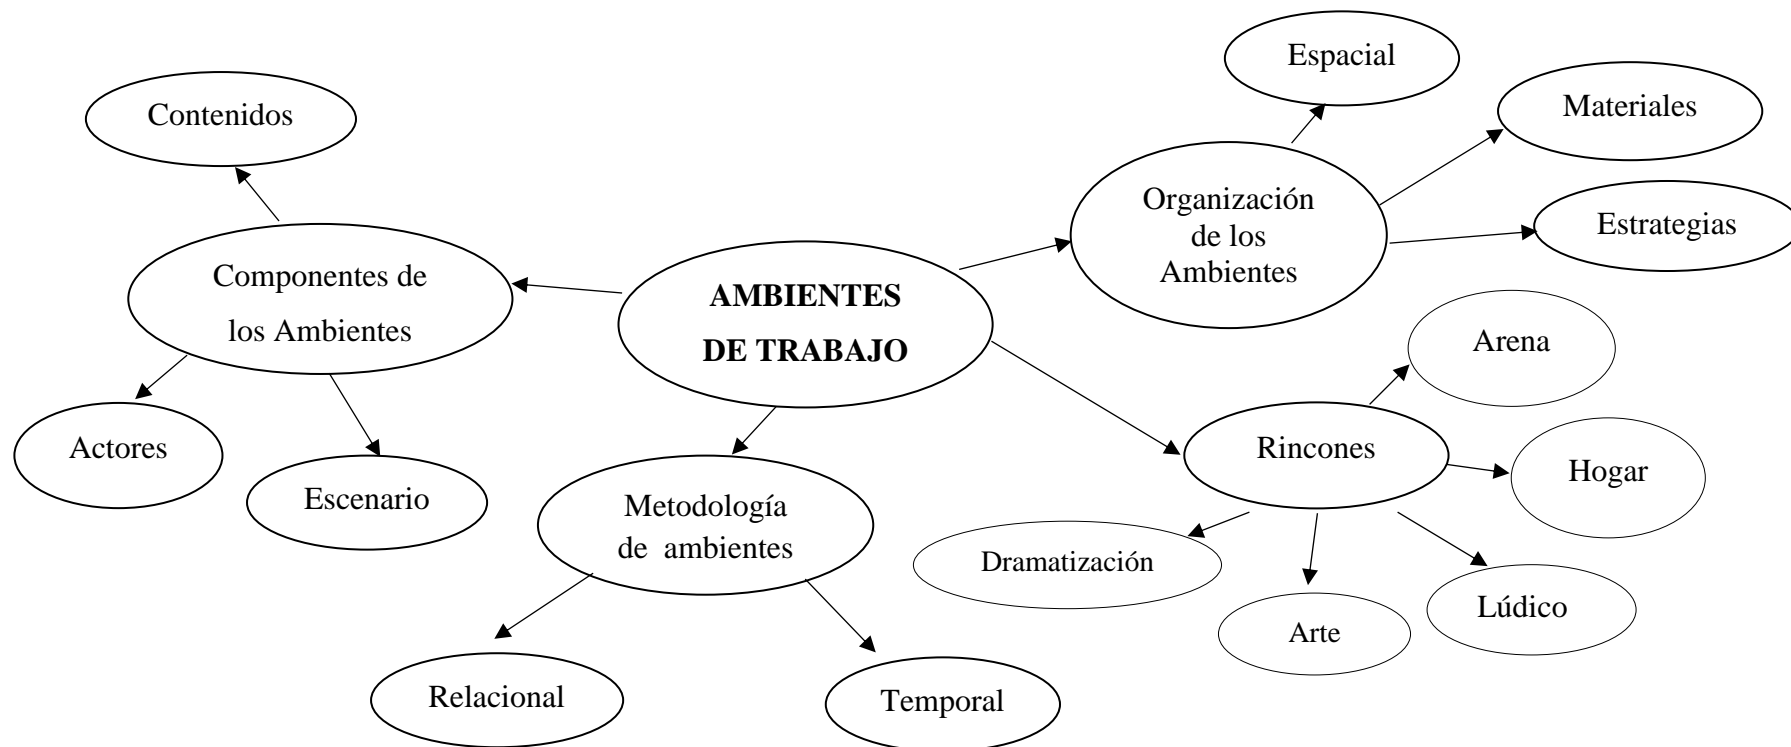 Espacial
Contenidos
Materiales
Organización
de los
Ambientes
Estrategias
Componentes de
los Ambientes
AMBIENTES
DE TRABAJO
Arena
Actores
Rincones
Hogar
Escenario
Metodología
de  ambientes
Dramatización
Lúdico
Arte
Relacional
Temporal